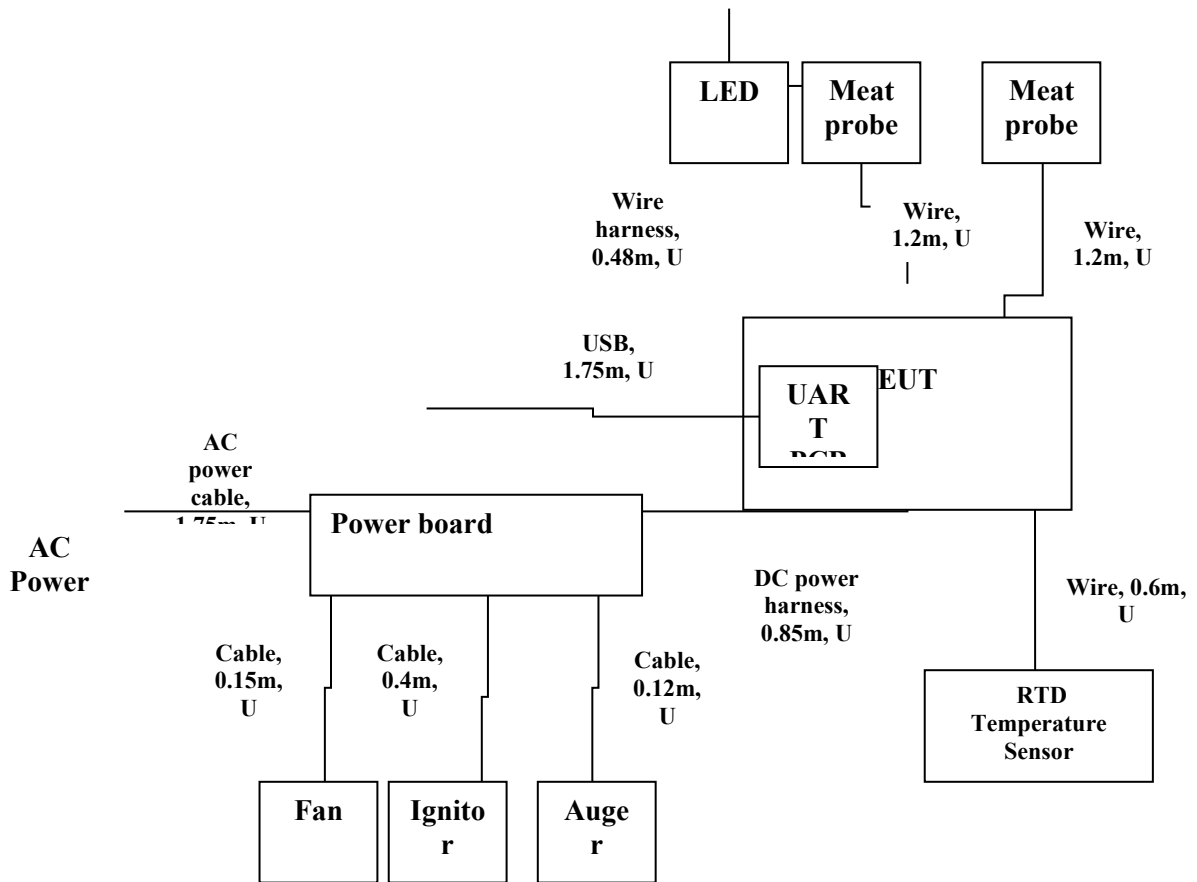 LED
Meat
probe
Meat
probe
Wire
harness,
0.48m, U
Wire,
1.2m, U
Wire,
1.2m, U
USB,
1.75m, U
EUT
UAR
T
AC
power
cable,
Power board
AC
Power
DC power
harness,
0.85m, U
Wire, 0.6m,
U
Cable,
0.15m,
U
Cable,
0.4m,
U
Cable,
0.12m,
U
RTD
Temperature
Sensor
Fan
Ignito
r
Auge
r